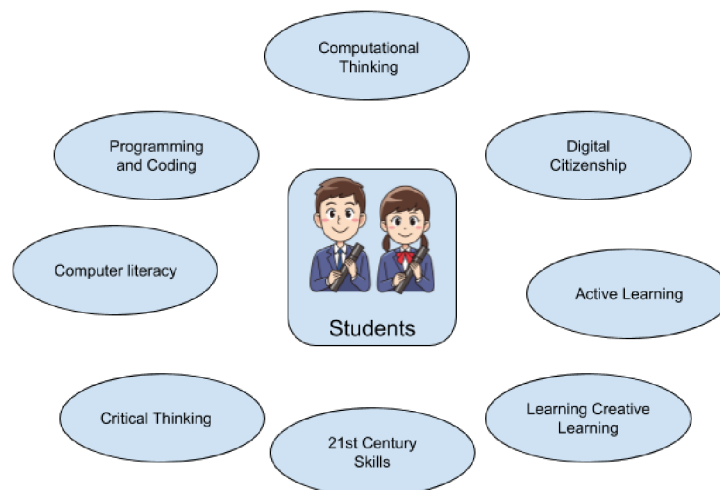 Computational
Thinking
Programming
and Coding
Digital
Citizenship
Computer literacy
Students
Active Learning
Critical Thinking
21st Century
Skills
Learning Creative
Learning